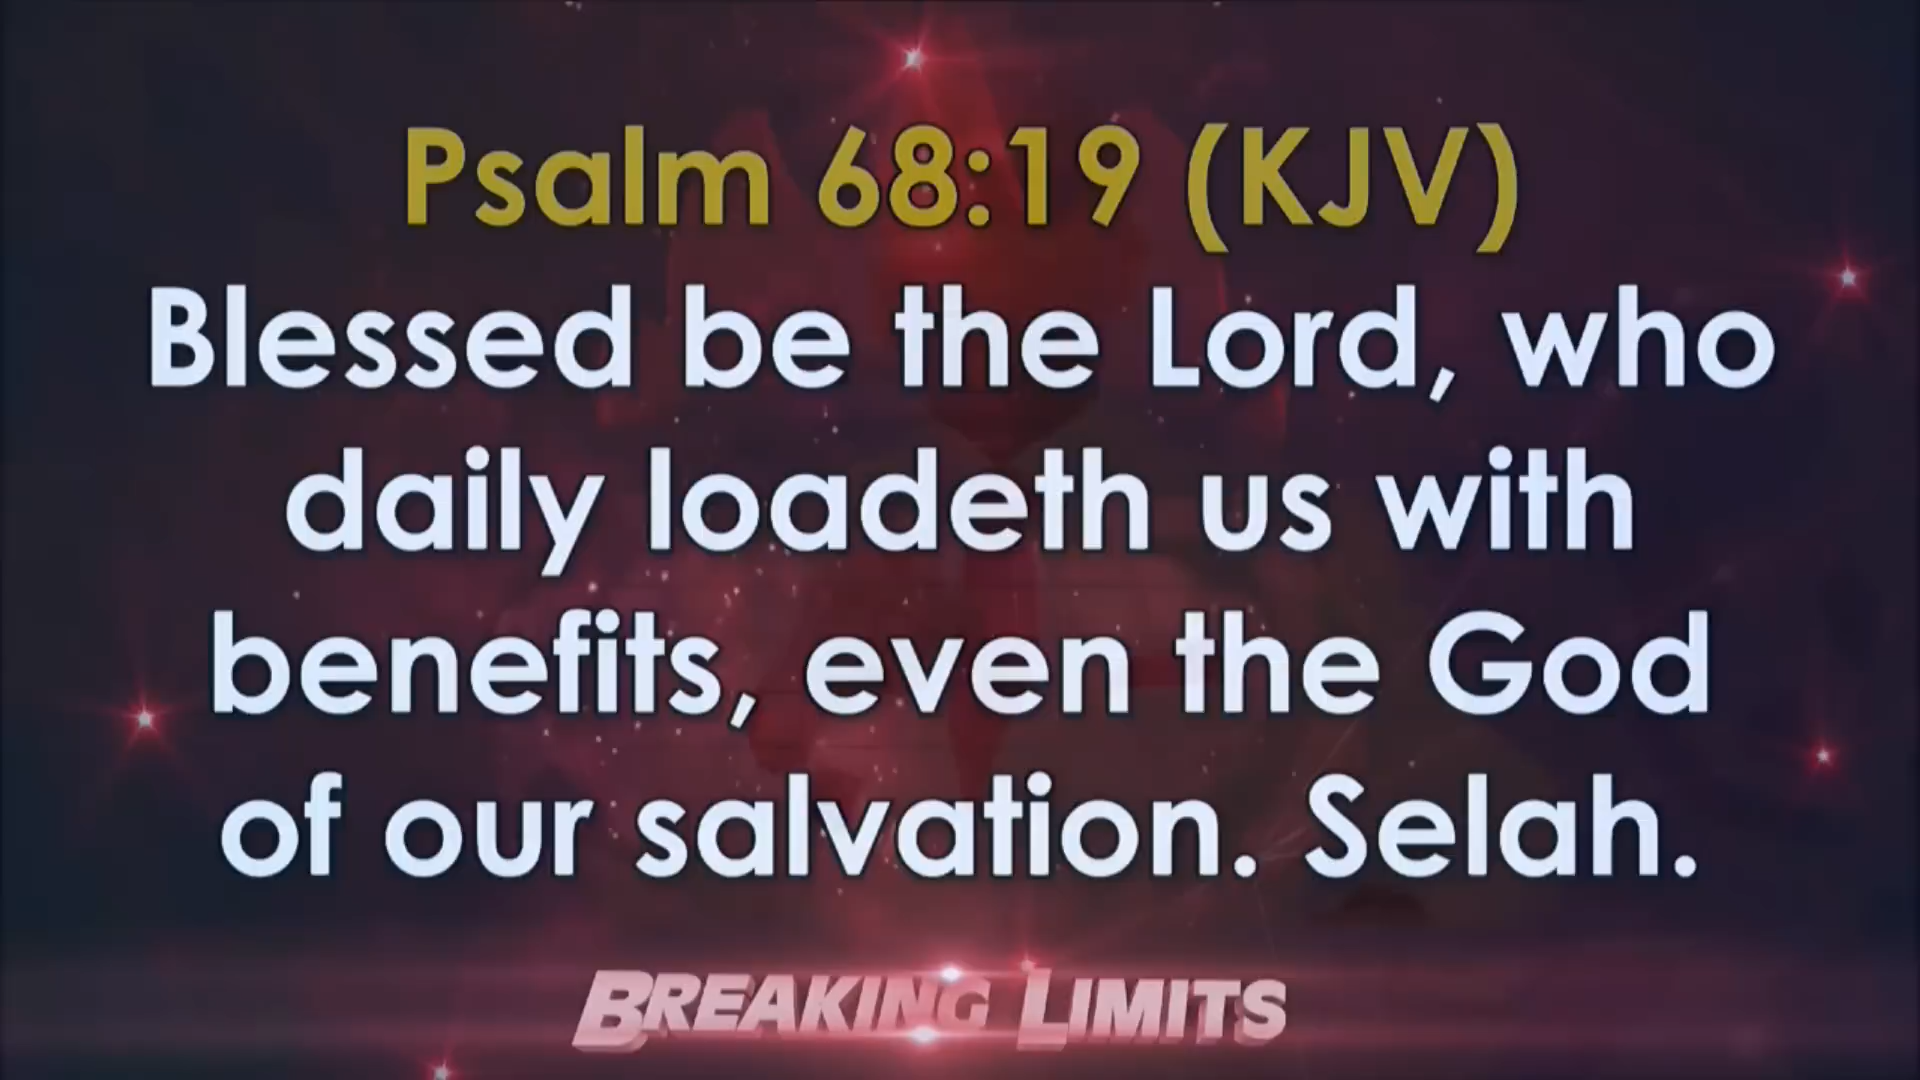 Psalm 68:19 (KJV)
Blessed be the Lord, who
daily loadeth us with
benefits, even the God
of our salvation. Selah.
BREAKING LIMITS